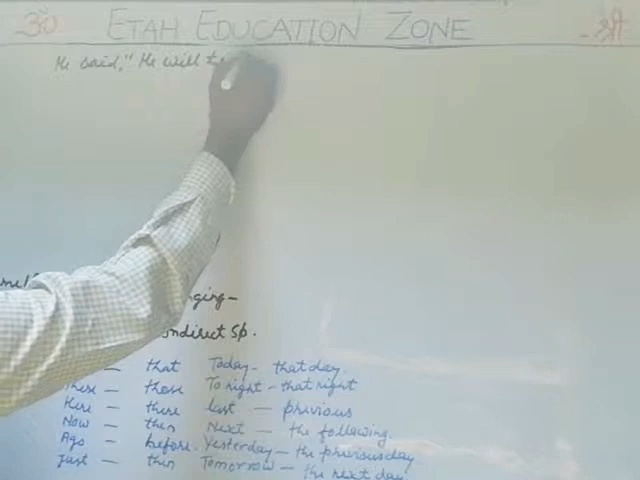 ॐ ETAH EDUCATION ZONE - श्री
He said," He will
ging-
Indirect Sp.
— that Today- that day.
These — those To night - that night
Here — there last — previous
Now — then Next — the following.
Ago — before. Yesterday - the previous day
Just — then Tomorrow - the next day